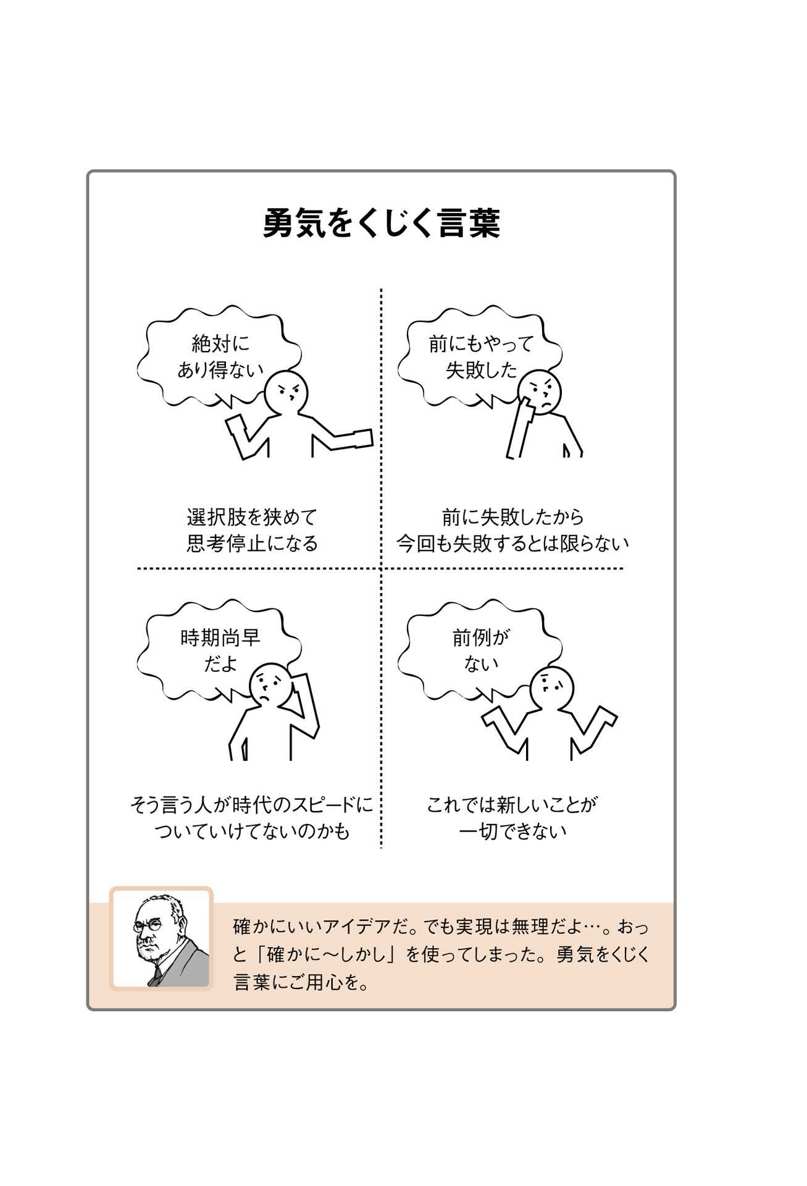 勇気をくじく言葉
絶対に
あり得ない
選択肢を狭めて
思考停止になる
前にもやって
失敗した
前に失敗したから
今回も失敗するとは限らない
時期尚早
だよ
そう言う人が時代のスピードに
ついていけてないのかも
前例が
ない
これでは新しいことが
一切できない
確かにいいアイデアだ。でも実現は無理だよ…。おっ
と「確かに〜しかし」を使ってしまった。勇気をくじく
言葉にご用心を。